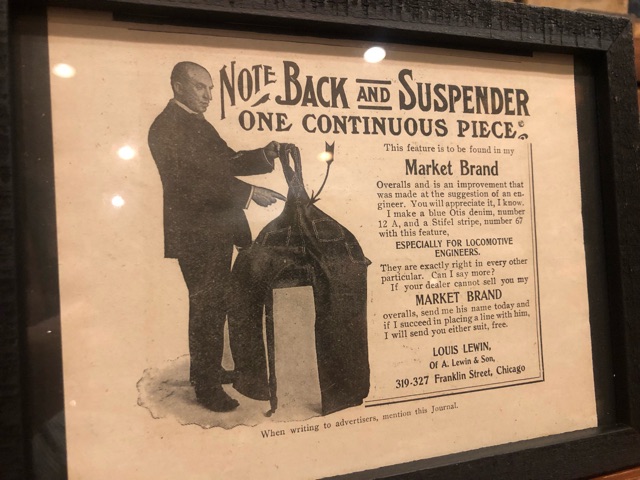 NOTE BACK AND SUSPENDER
ONE CONTINUOUS PIECE.
This feature is to be found in my
Market Brand
Overalls and is an improvement that
was made at the suggestion of an en-
gineer. You will appreciate it, I know.
I make a blue Otis denim, number
12 A, and a Stifel stripe, number 67
with this feature,
ESPECIALLY FOR LOCOMOTIVE
ENGINEERS.
They are exactly right in every other
particular. Can I say more?
If your dealer cannot sell you my
MARKET BRAND
overalls, send me his name today and
if I succeed in placing a line with him,
I will send you either suit, free.
LOUIS LEWIN,
Of A. Lewin & Son,
319-327 Franklin Street, Chicago
When writing to advertisers, mention this Journal.